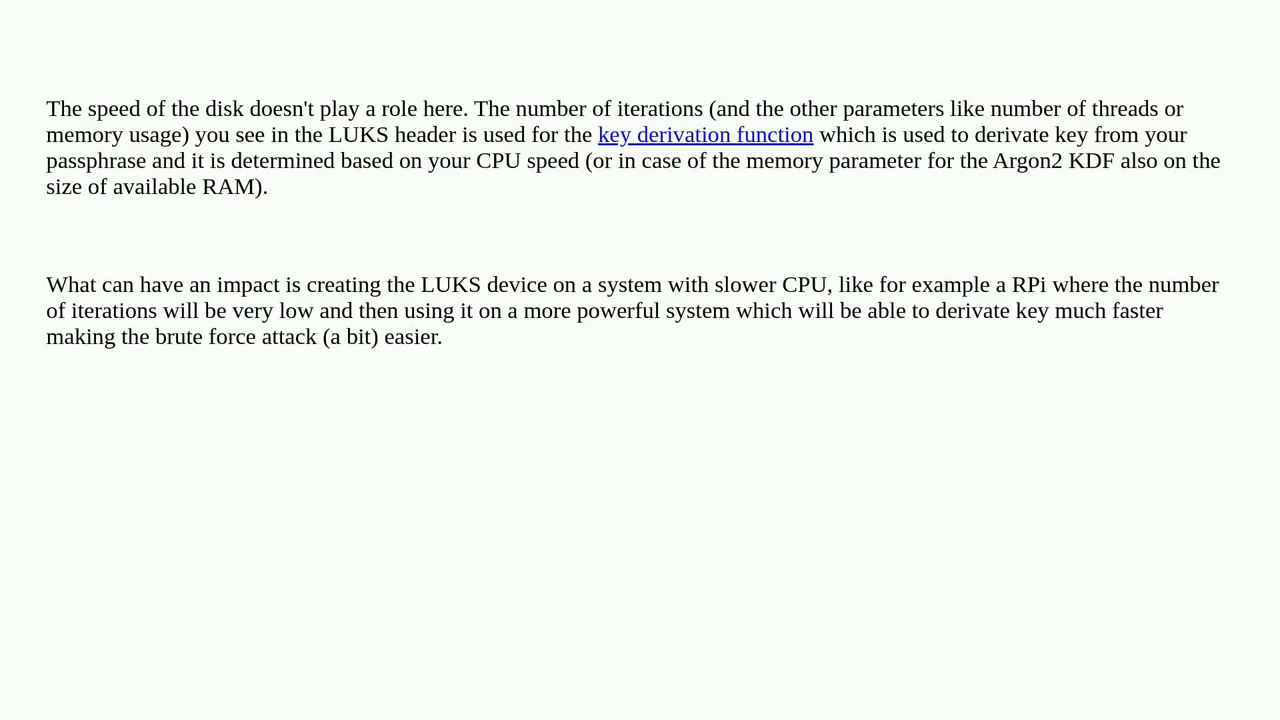 The speed of the disk doesn't play a role here. The number of iterations (and the other parameters like number of threads or
memory usage) you see in the LUKS header is used for the key derivation function which is used to derivate key from your
passphrase and it is determined based on your CPU speed (or in case of the memory parameter for the Argon2 KDF also on the
size of available RAM).
What can have an impact is creating the LUKS device on a system with slower CPU, like for example a RPi where the number
of iterations will be very low and then using it on a more powerful system which will be able to derivate key much faster
making the brute force attack (a bit) easier.